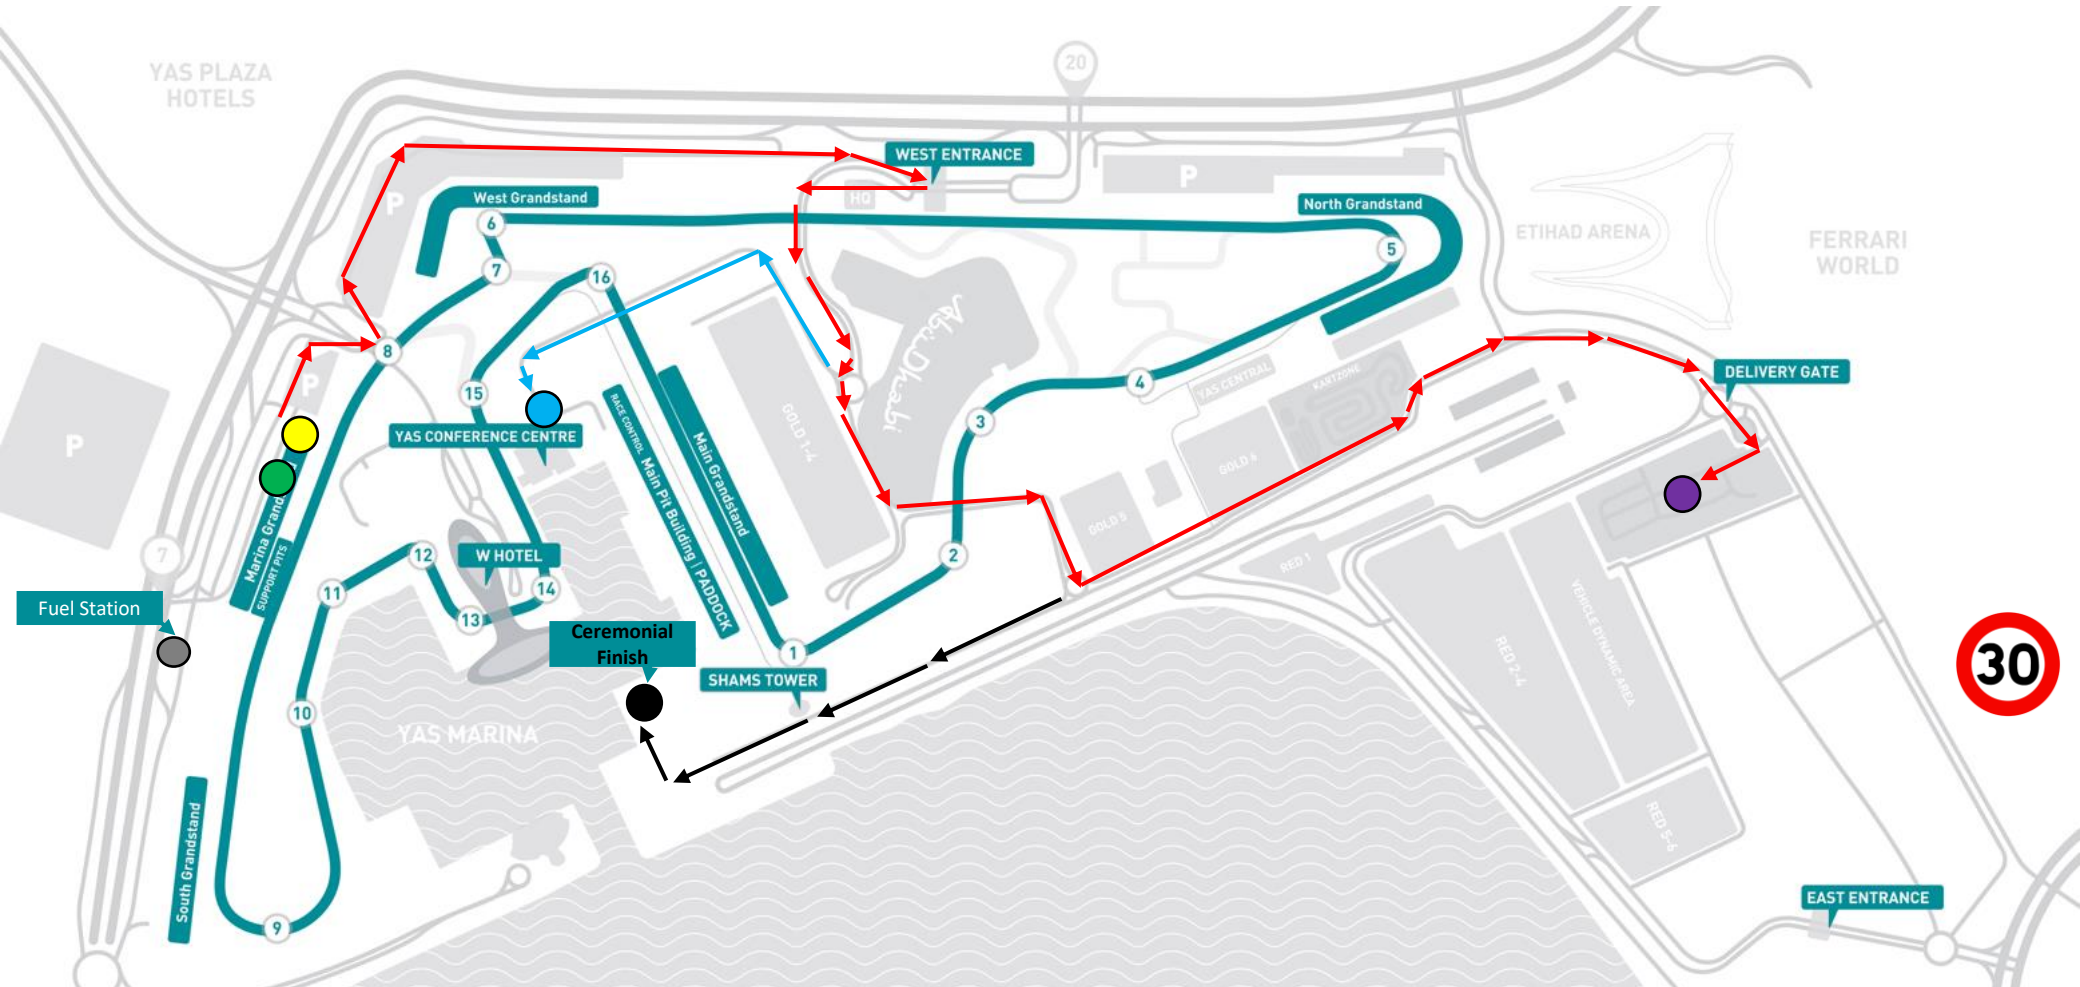 YAS PLAZA
HOTELS
20
WEST ENTRANCE
P
P
HQ
West Grandstand
North Grandstand
6
5
7
16
ETIHAD ARENA
FERRARI
WORLD
Abu Dhabi
8
P
15
4
YAS CENTRAL
KARTZONE
DELIVERY GATE
3
P
YAS CONFERENCE CENTRE
RACE CONTROL Main Pit Building | PADDOCK
Main Grandstand
GOLD 1-4
GOLD 6
GOLD 5
Marina Grand
SUPPORT PITS
7
12
W HOTEL
2
RED 1
11
14
13
Fuel Station
Ceremonial
Finish
1
SHAMS TOWER
VEHICLE DYNAMIC AREA
RED 2-4
30
10
YAS MARINA
South Grandstand
RED 5-6
9
EAST ENTRANCE